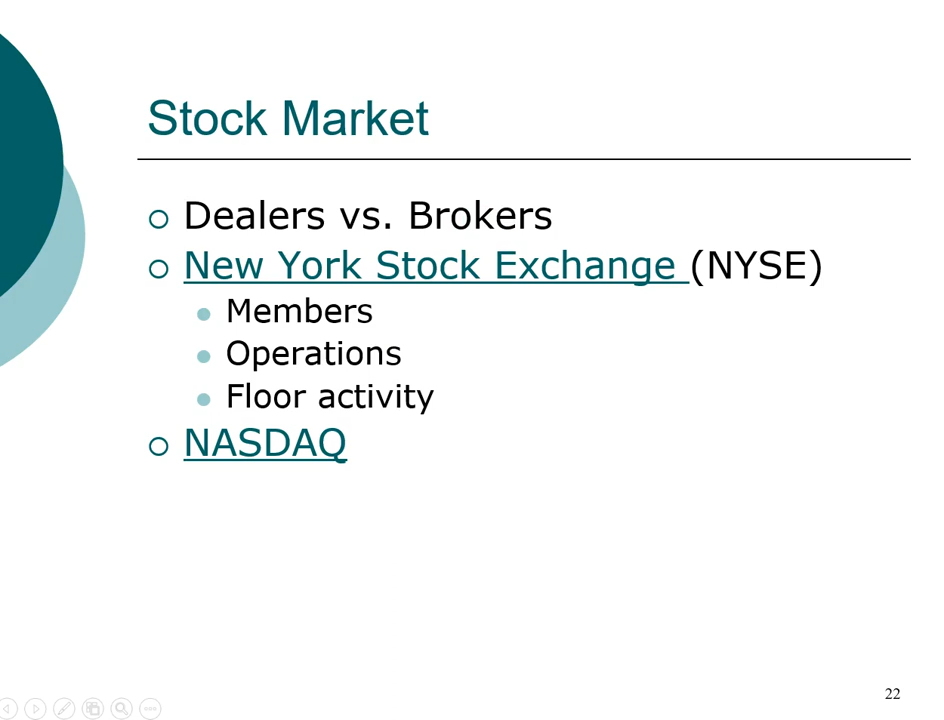 Stock Market
Dealers vs. Brokers
New York Stock Exchange (NYSE)
Members
Operations
Floor activity
NASDAQ
22